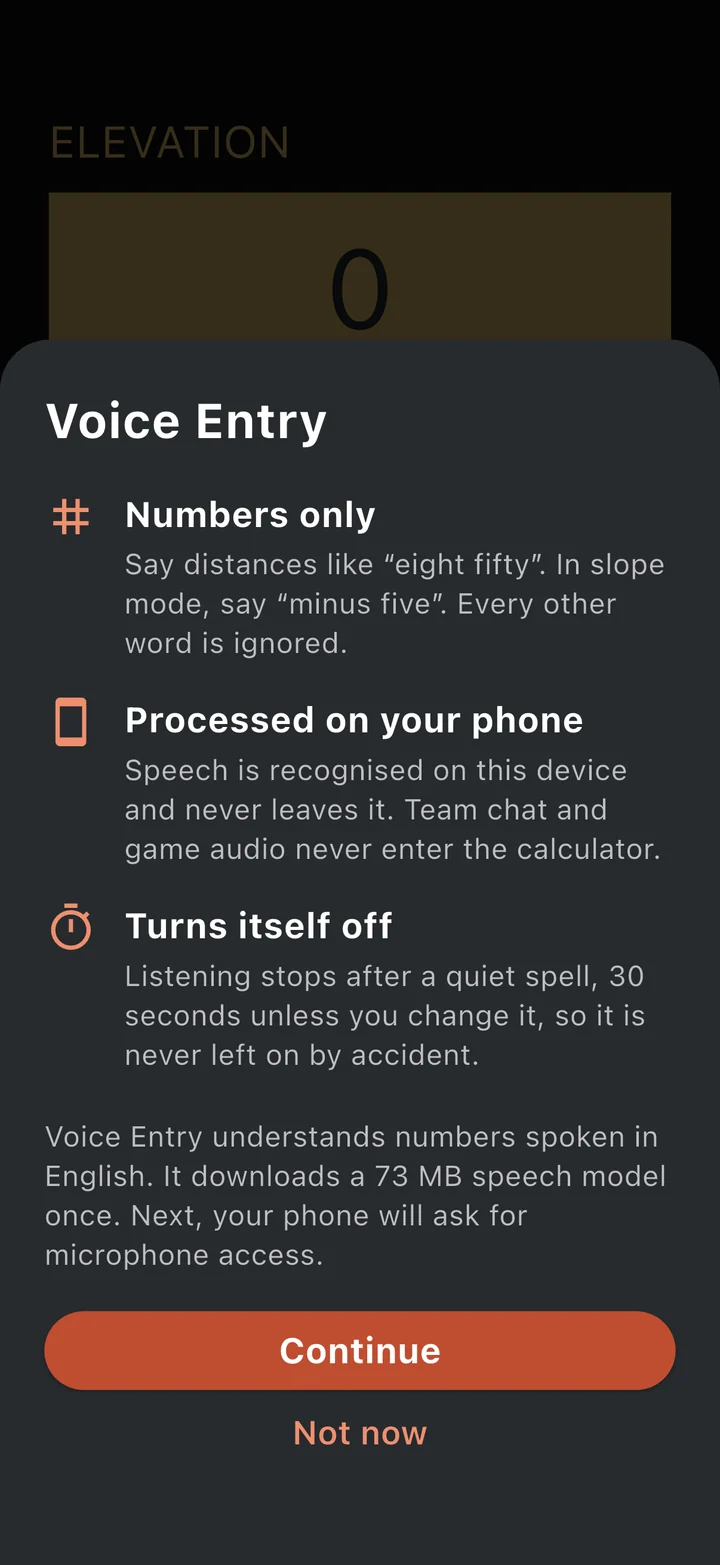 ELEVATION
0
Voice Entry
Numbers only
Say distances like “eight fifty”. In slope
mode, say “minus five”. Every other
word is ignored.
Processed on your phone
Speech is recognised on this device
and never leaves it. Team chat and
game audio never enter the calculator.
Turns itself off
Listening stops after a quiet spell, 30
seconds unless you change it, so it is
never left on by accident.
Voice Entry understands numbers spoken in
English. It downloads a 73 MB speech model
once. Next, your phone will ask for
microphone access.
Continue
Not now